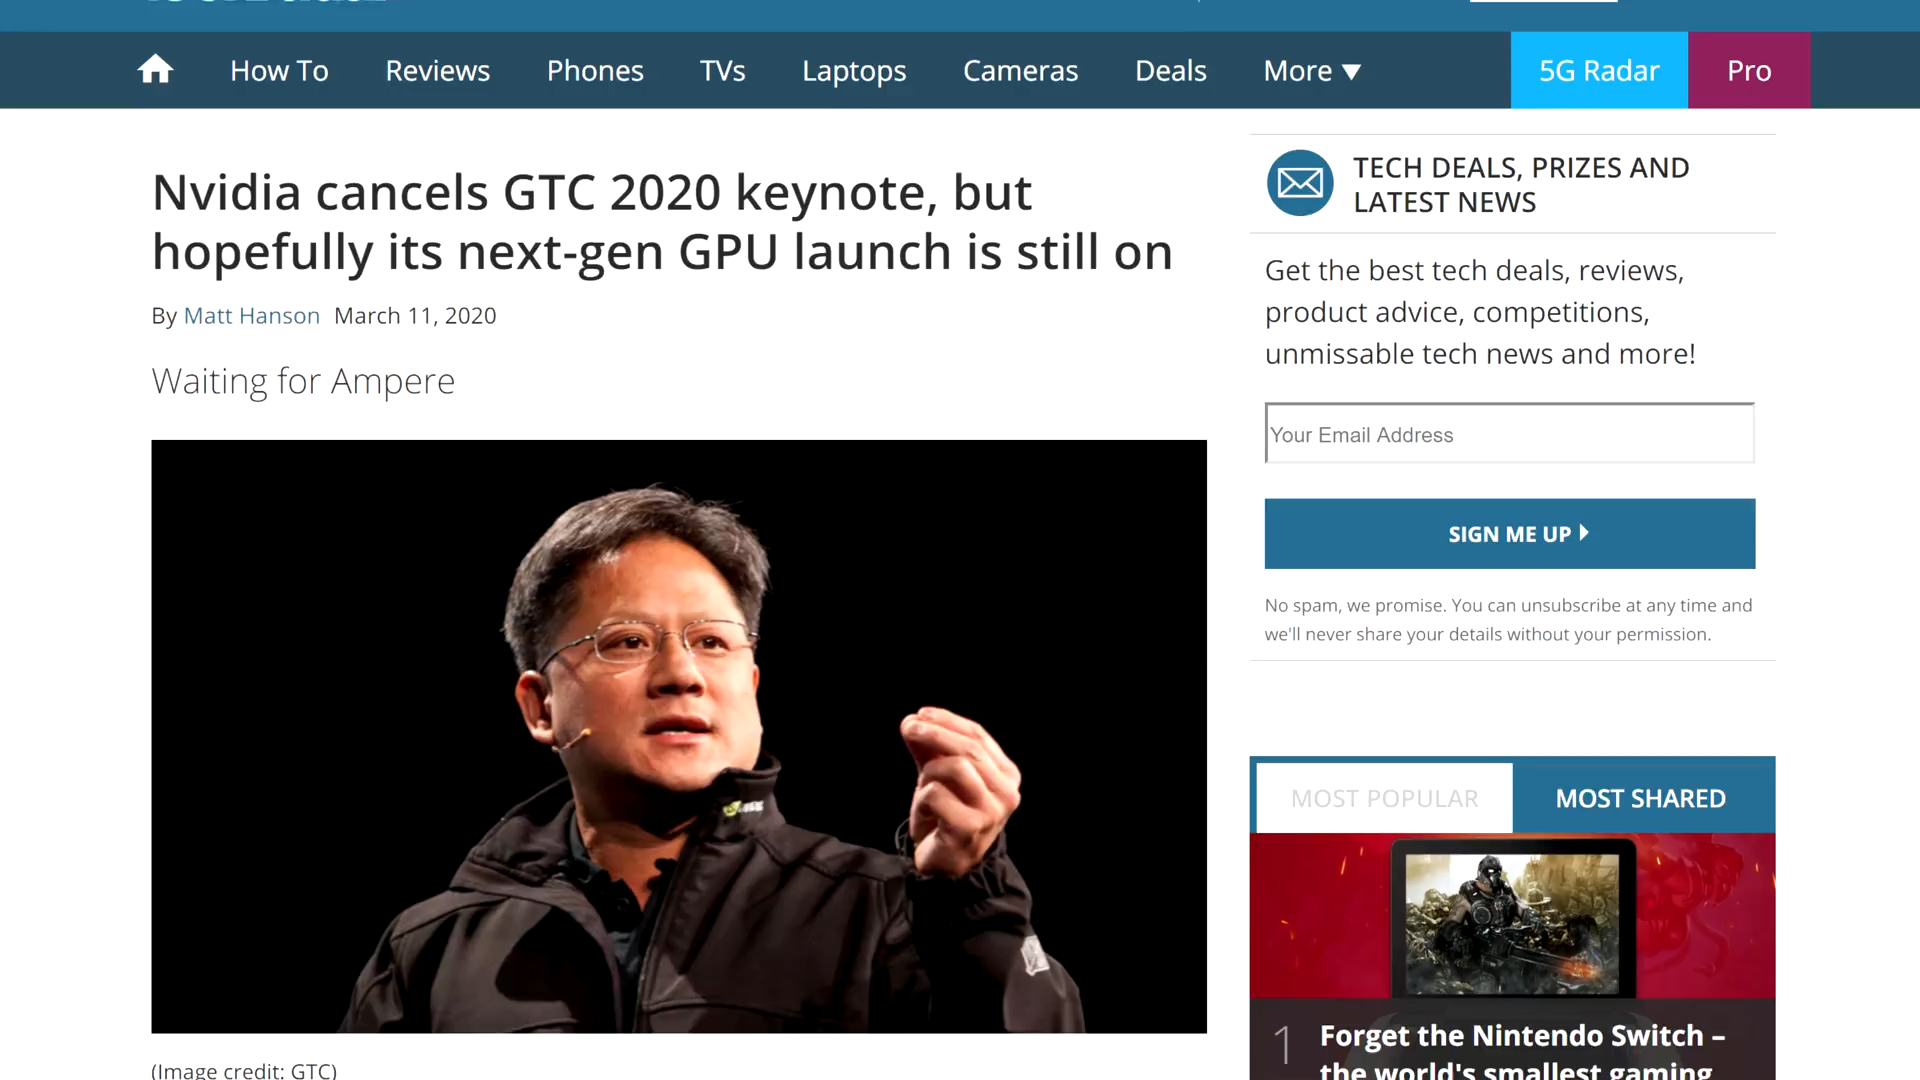 How To
Reviews
Phones
TVs
Laptops
Cameras
Deals
More ▼
5G Radar
Pro
Nvidia cancels GTC 2020 keynote, but
hopefully its next-gen GPU launch is still on
By Matt Hanson March 11, 2020
Waiting for Ampere
(Image credit: GTC)
TECH DEALS, PRIZES AND
LATEST NEWS
Get the best tech deals, reviews,
product advice, competitions,
unmissable tech news and more!
Your Email Address
SIGN ME UP
No spam, we promise. You can unsubscribe at any time and
we'll never share your details without your permission.
MOST POPULAR
MOST SHARED
1
Forget the Nintendo Switch –
the world's smallest gaming